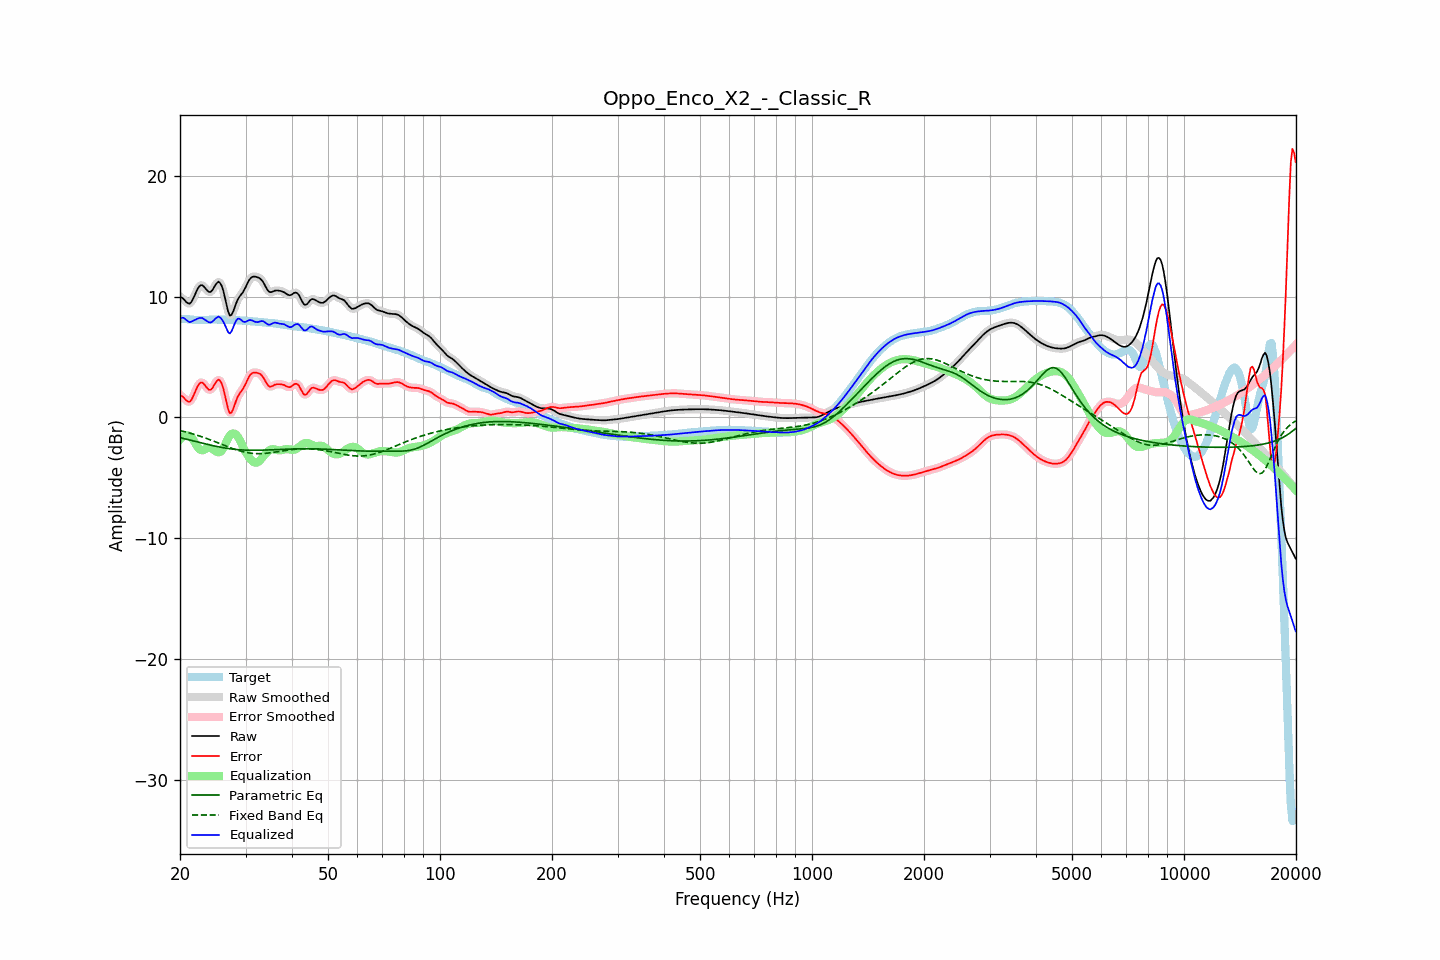 Oppo_Enco_X2_-_Classic_R
Amplitude (dBr)
20
10
0
−10
−20
−30
Target
Raw Smoothed
Error Smoothed
Raw
Error
Equalization
Parametric Eq
Fixed Band Eq
Equalized
20 50 100 200 500 1000 2000 5000 10000 20000
Frequency (Hz)